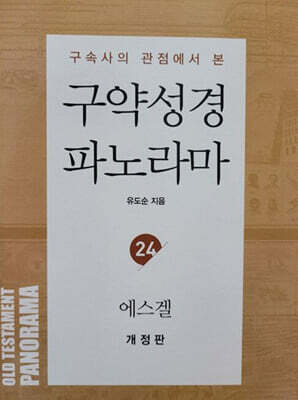 구속사의 관점에서 본
구약성경
파노라마
유도순 지음
24
에스겔
개정판
OLD TESTAMENT
PANORAMA